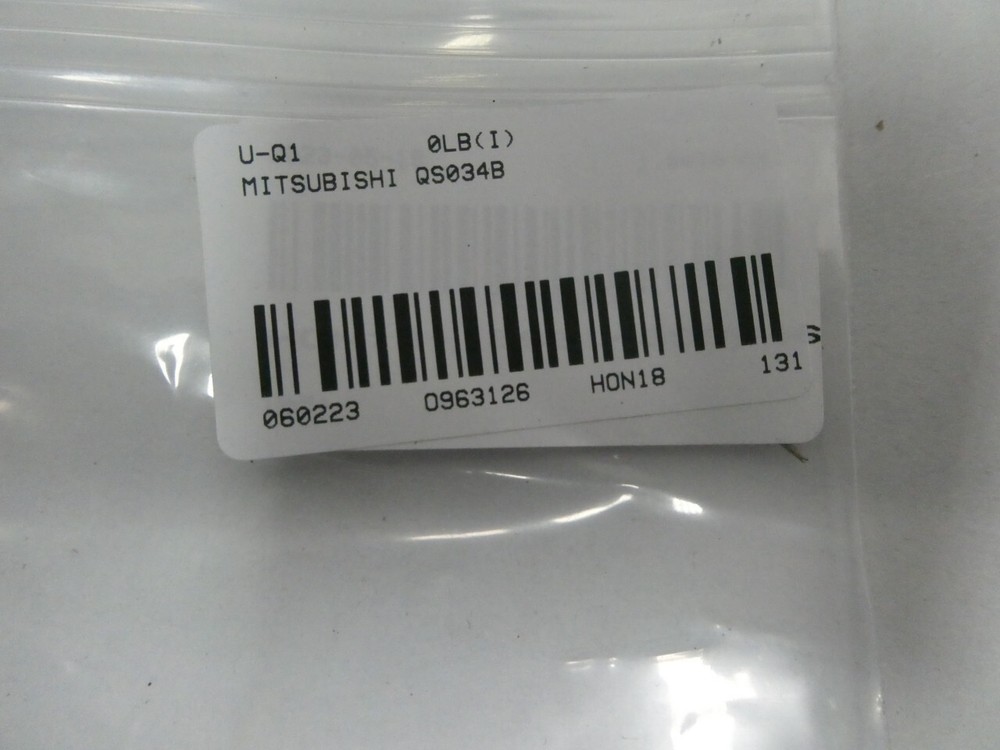 U-Q1 0LB(I)
MITSUBISHI QS034B
060223 0963126 HON18 131
S